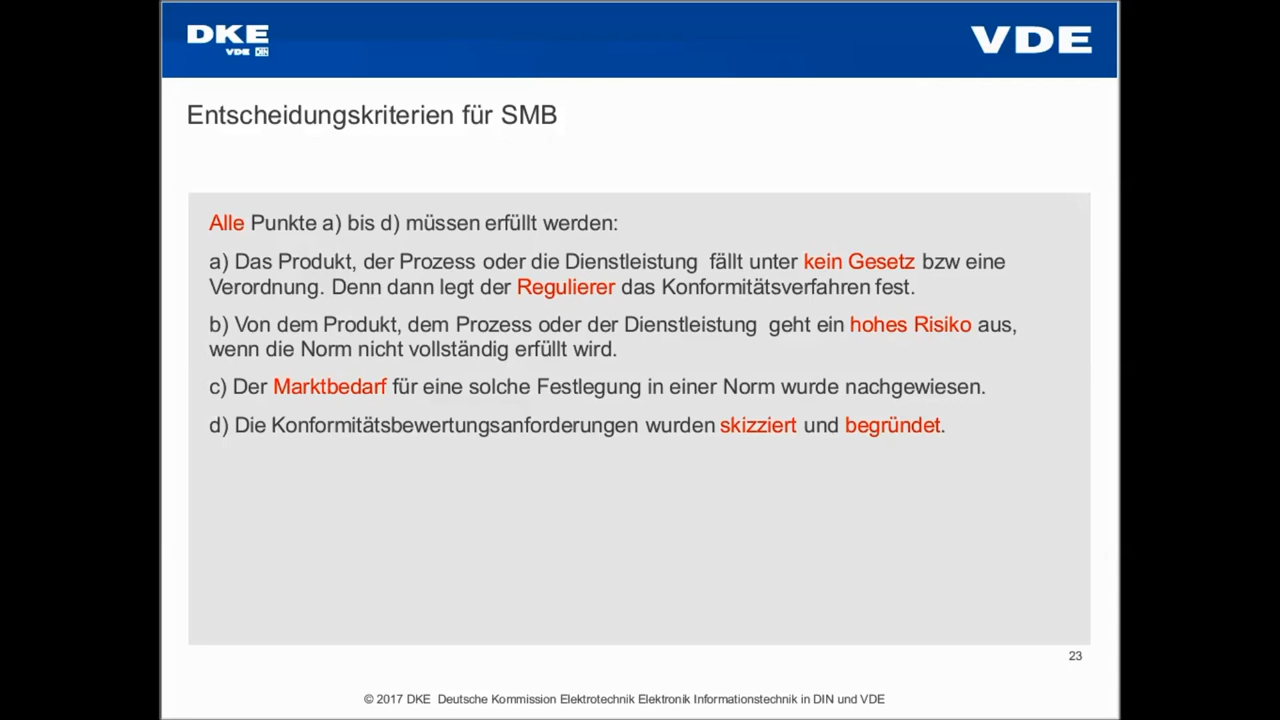 DKE
VDE DIN
VDE
Entscheidungskriterien für SMB
Alle Punkte a) bis d) müssen erfüllt werden:
a) Das Produkt, der Prozess oder die Dienstleistung fällt unter kein Gesetz bzw eine
Verordnung. Denn dann legt der Regulierer das Konformitätsverfahren fest.
b) Von dem Produkt, dem Prozess oder der Dienstleistung geht ein hohes Risiko aus,
wenn die Norm nicht vollständig erfüllt wird.
c) Der Marktbedarf für eine solche Festlegung in einer Norm wurde nachgewiesen.
d) Die Konformitätsbewertungsanforderungen wurden skizziert und begründet.
23
© 2017 DKE Deutsche Kommission Elektrotechnik Elektronik Informationstechnik in DIN und VDE